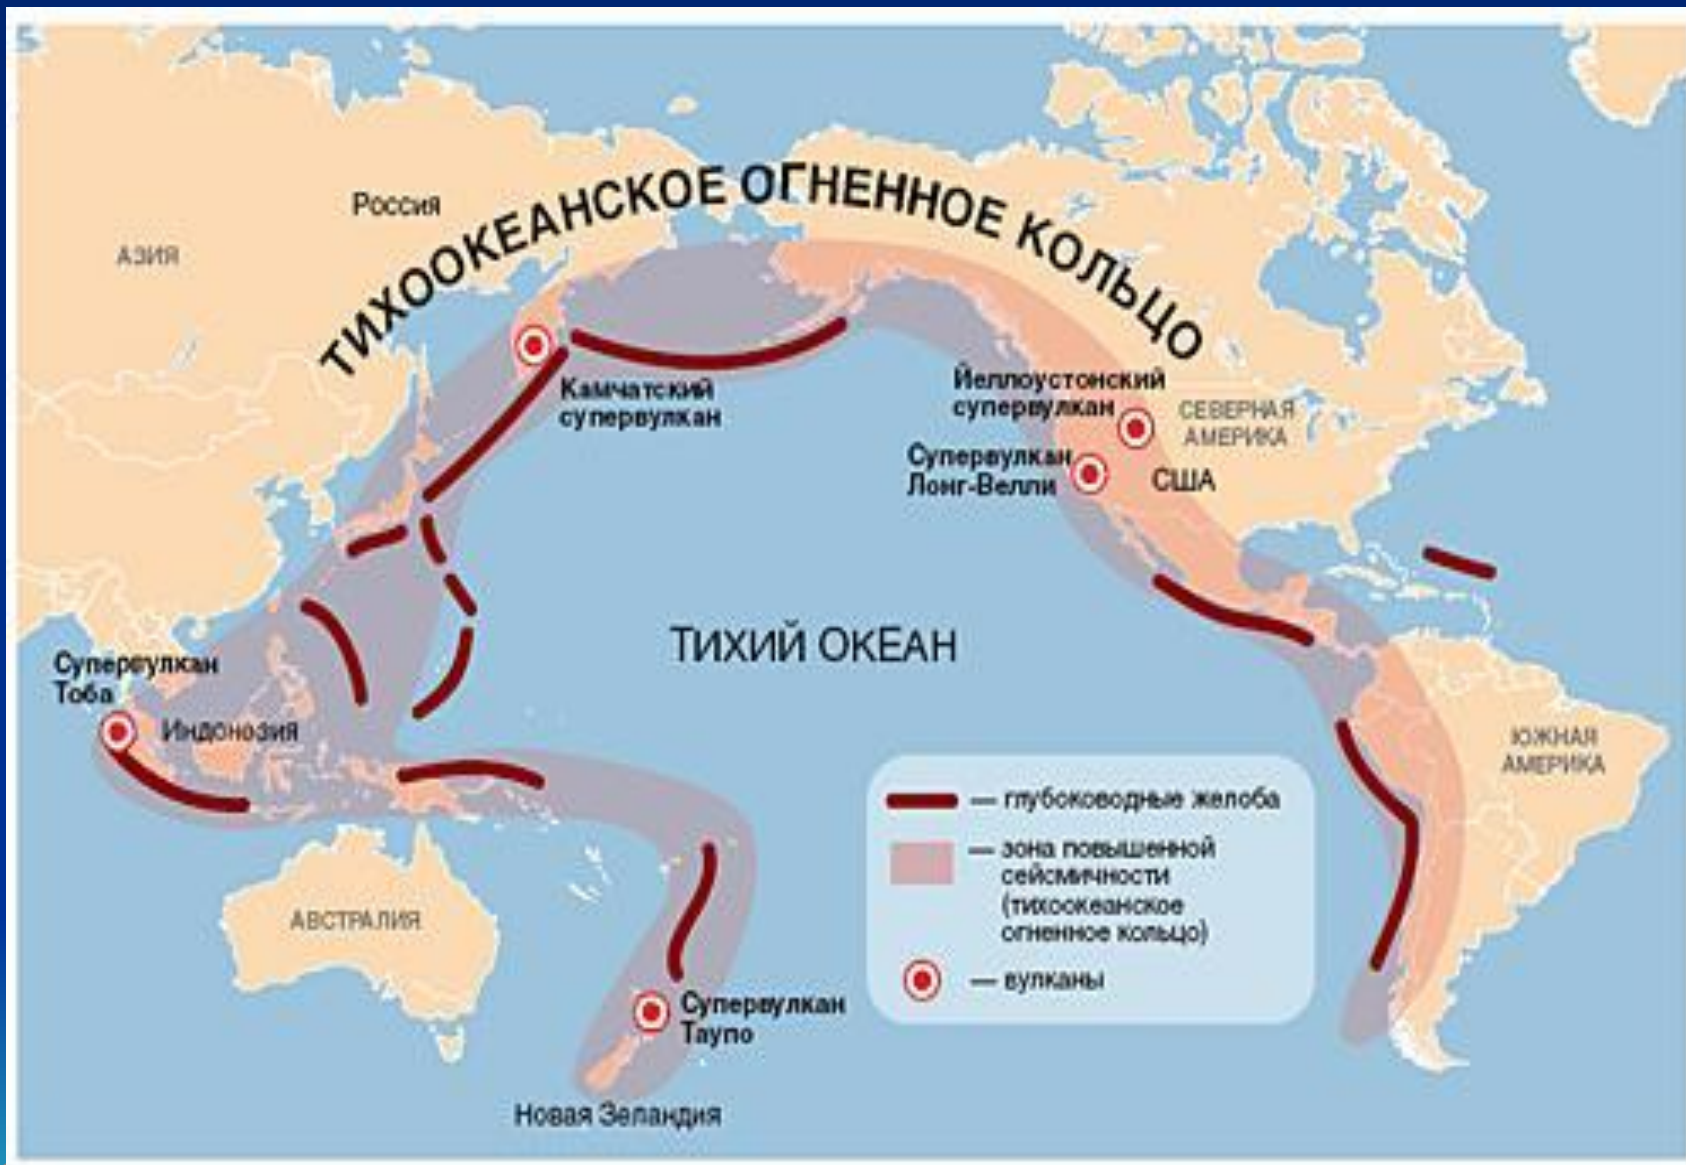 ТИХООКЕАНСКОЕ ОГНЕННОЕ КОЛЬЦО
Россия
АЗИЯ
Камчатский
супервулкан
Йеллоустонский
супервулкан
СЕВЕРНАЯ
АМЕРИКА
Супервулкан
Лонг-Велли
США
ТИХИЙ ОКЕАН
Супервулкан
Тоба
Индонозия
ЮЖНАЯ
АМЕРИКА
АВСТРАЛИЯ
— глубоководные желоба
— зона повышенной
сейсмичности
(тихоокеанское
огненное кольцо)
— вулканы
Супервулкан
Таупо
Новая Зеландия